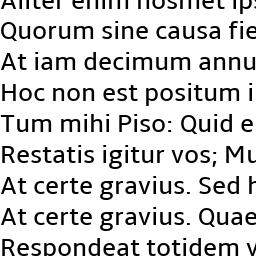 Aliter enim nosmet ips
Quorum sine causa fie
At iam decimum annu
Hoc non est positum i
Tum mihi Piso: Quid e
Restatis igitur vos; Mu
At certe gravius. Sed h
At certe gravius. Quae
Respondeat totidem v